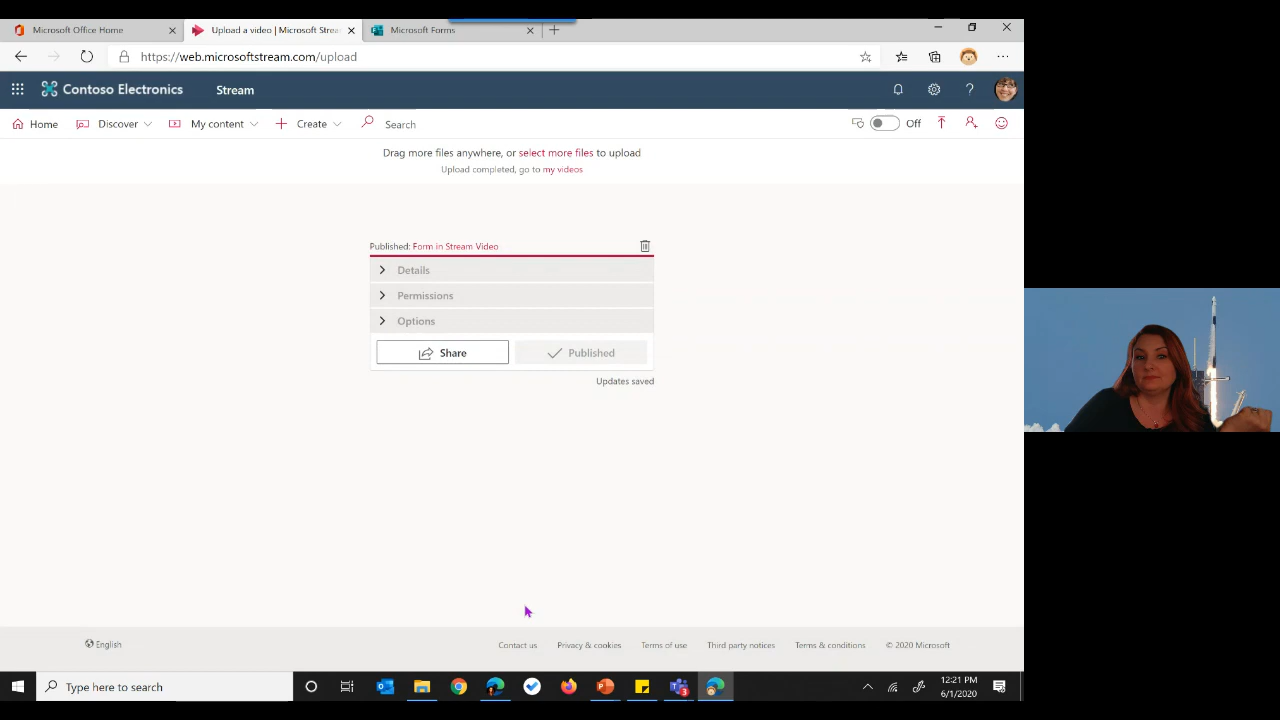 Microsoft Office Home
Upload a video | Microsoft Strea
Microsoft Forms
https://web.microsoftstream.com/upload
Contoso Electronics
Stream
Home
Discover
My content
Create
Search
Off
Drag more files anywhere, or select more files to upload
Upload completed, go to my videos
Published: Form in Stream Video
Details
Permissions
Options
Share
Published
Updates saved
English
Contact us
Privacy & cookies
Terms of use
Third party notices
Terms & conditions
© 2020 Microsoft
Type here to search
12:21 PM
6/1/2020